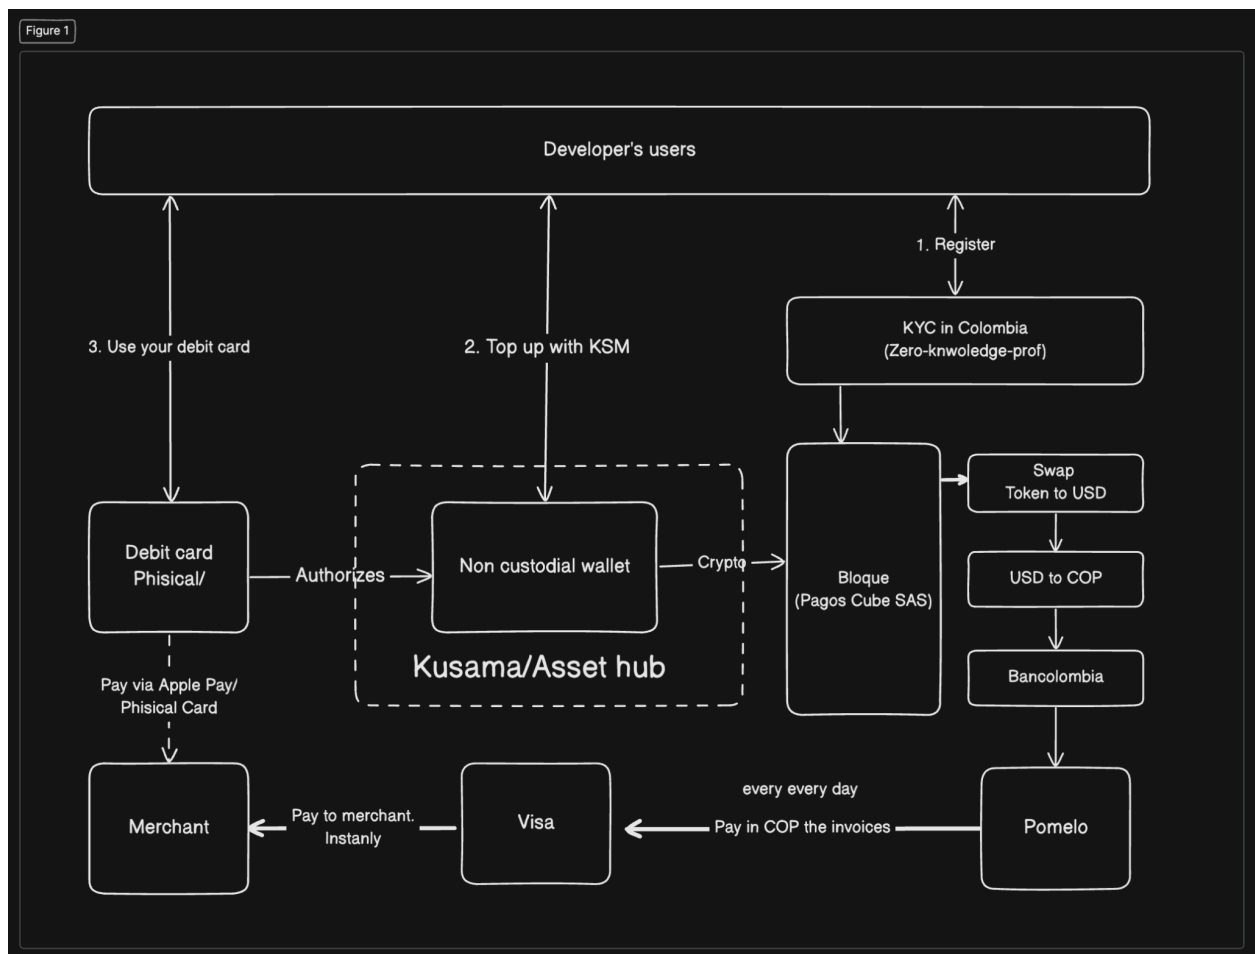 Figure 1
Developer's users
1. Register
3. Use your debit card
2. Top up with KSM
KYC in Colombia
(Zero-knwoledge-prof)
Swap
Token to USD
Debit card
Phisical/
Authorizes
Non custodial wallet
Crypto
Bloque
(Pagos Cube SAS)
USD to COP
Kusama/Asset hub
Bancolombia
Pay via Apple Pay/
Phisical Card
Merchant
Pay to merchant.
Instanly
Visa
every every day
Pay in COP the invoices
Pomelo